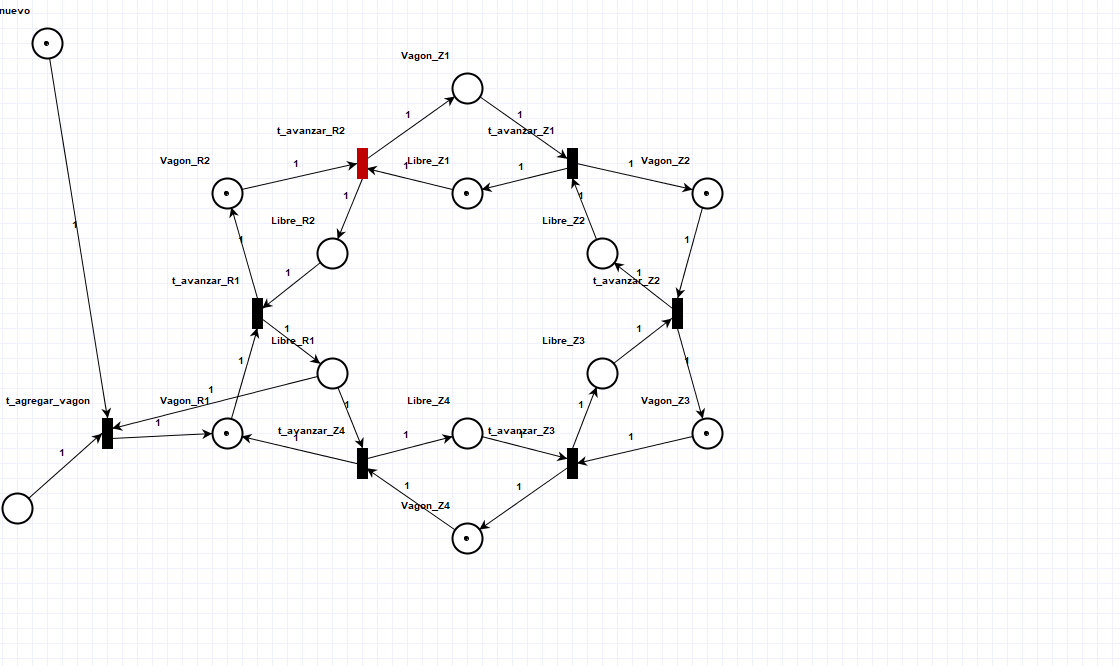 nuevo
Vagon_Z1
1
1
t_avanzar_R2
t_avanzar_Z1
Vagon_R2
1
Libre_Z1
1
1
1
Vagon_Z2
1
1
Libre_R2
Libre_Z2
1
1
1
1
1
t_avanzar_R1
t_avanzar_Z2
1
1
Libre_R1
Libre_Z3
1
1
1
t_agregar_vagon
Vagon_R1
1
Libre_Z4
1
1
Vagon_Z3
t_avanzar_Z4
1
1
1
t_avanzar_Z3
1
1
1
1
Vagon_Z4